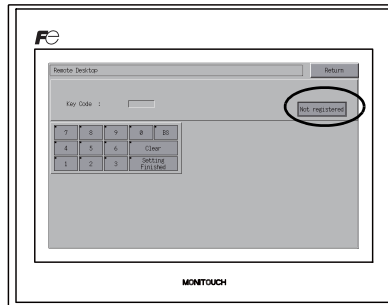 Fe
Remote Desktop Return
Key Code :
Not registered
7 8 9 0 BS
4 5 6 Clear
1 2 3 Setting Finished
MONITOUCH